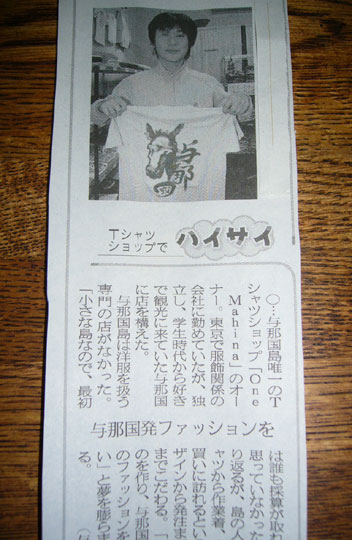 与那
Tシャツ
ショップで
ハイサイ
○…与那国島唯一のT
シャツショップ「One
Mahina」のオー
ナー。東京で服飾関係の
会社に勤めていたが、独
立し、学生時代から好き
で観光に来ていた与那国
に店を構えた。
与那国島は洋服を扱う
専門の店がなかった。
「小さな島なので、最初
与那国発ファッションを
は誰も採算が取れ
思っていなかった
り返るが、島の人
ャツから作業着、
買いに訪れるとい
ザインから発注ま
までこだわる。「
のを作り、与那国
のファッションを
い」と夢を膨らま
る。